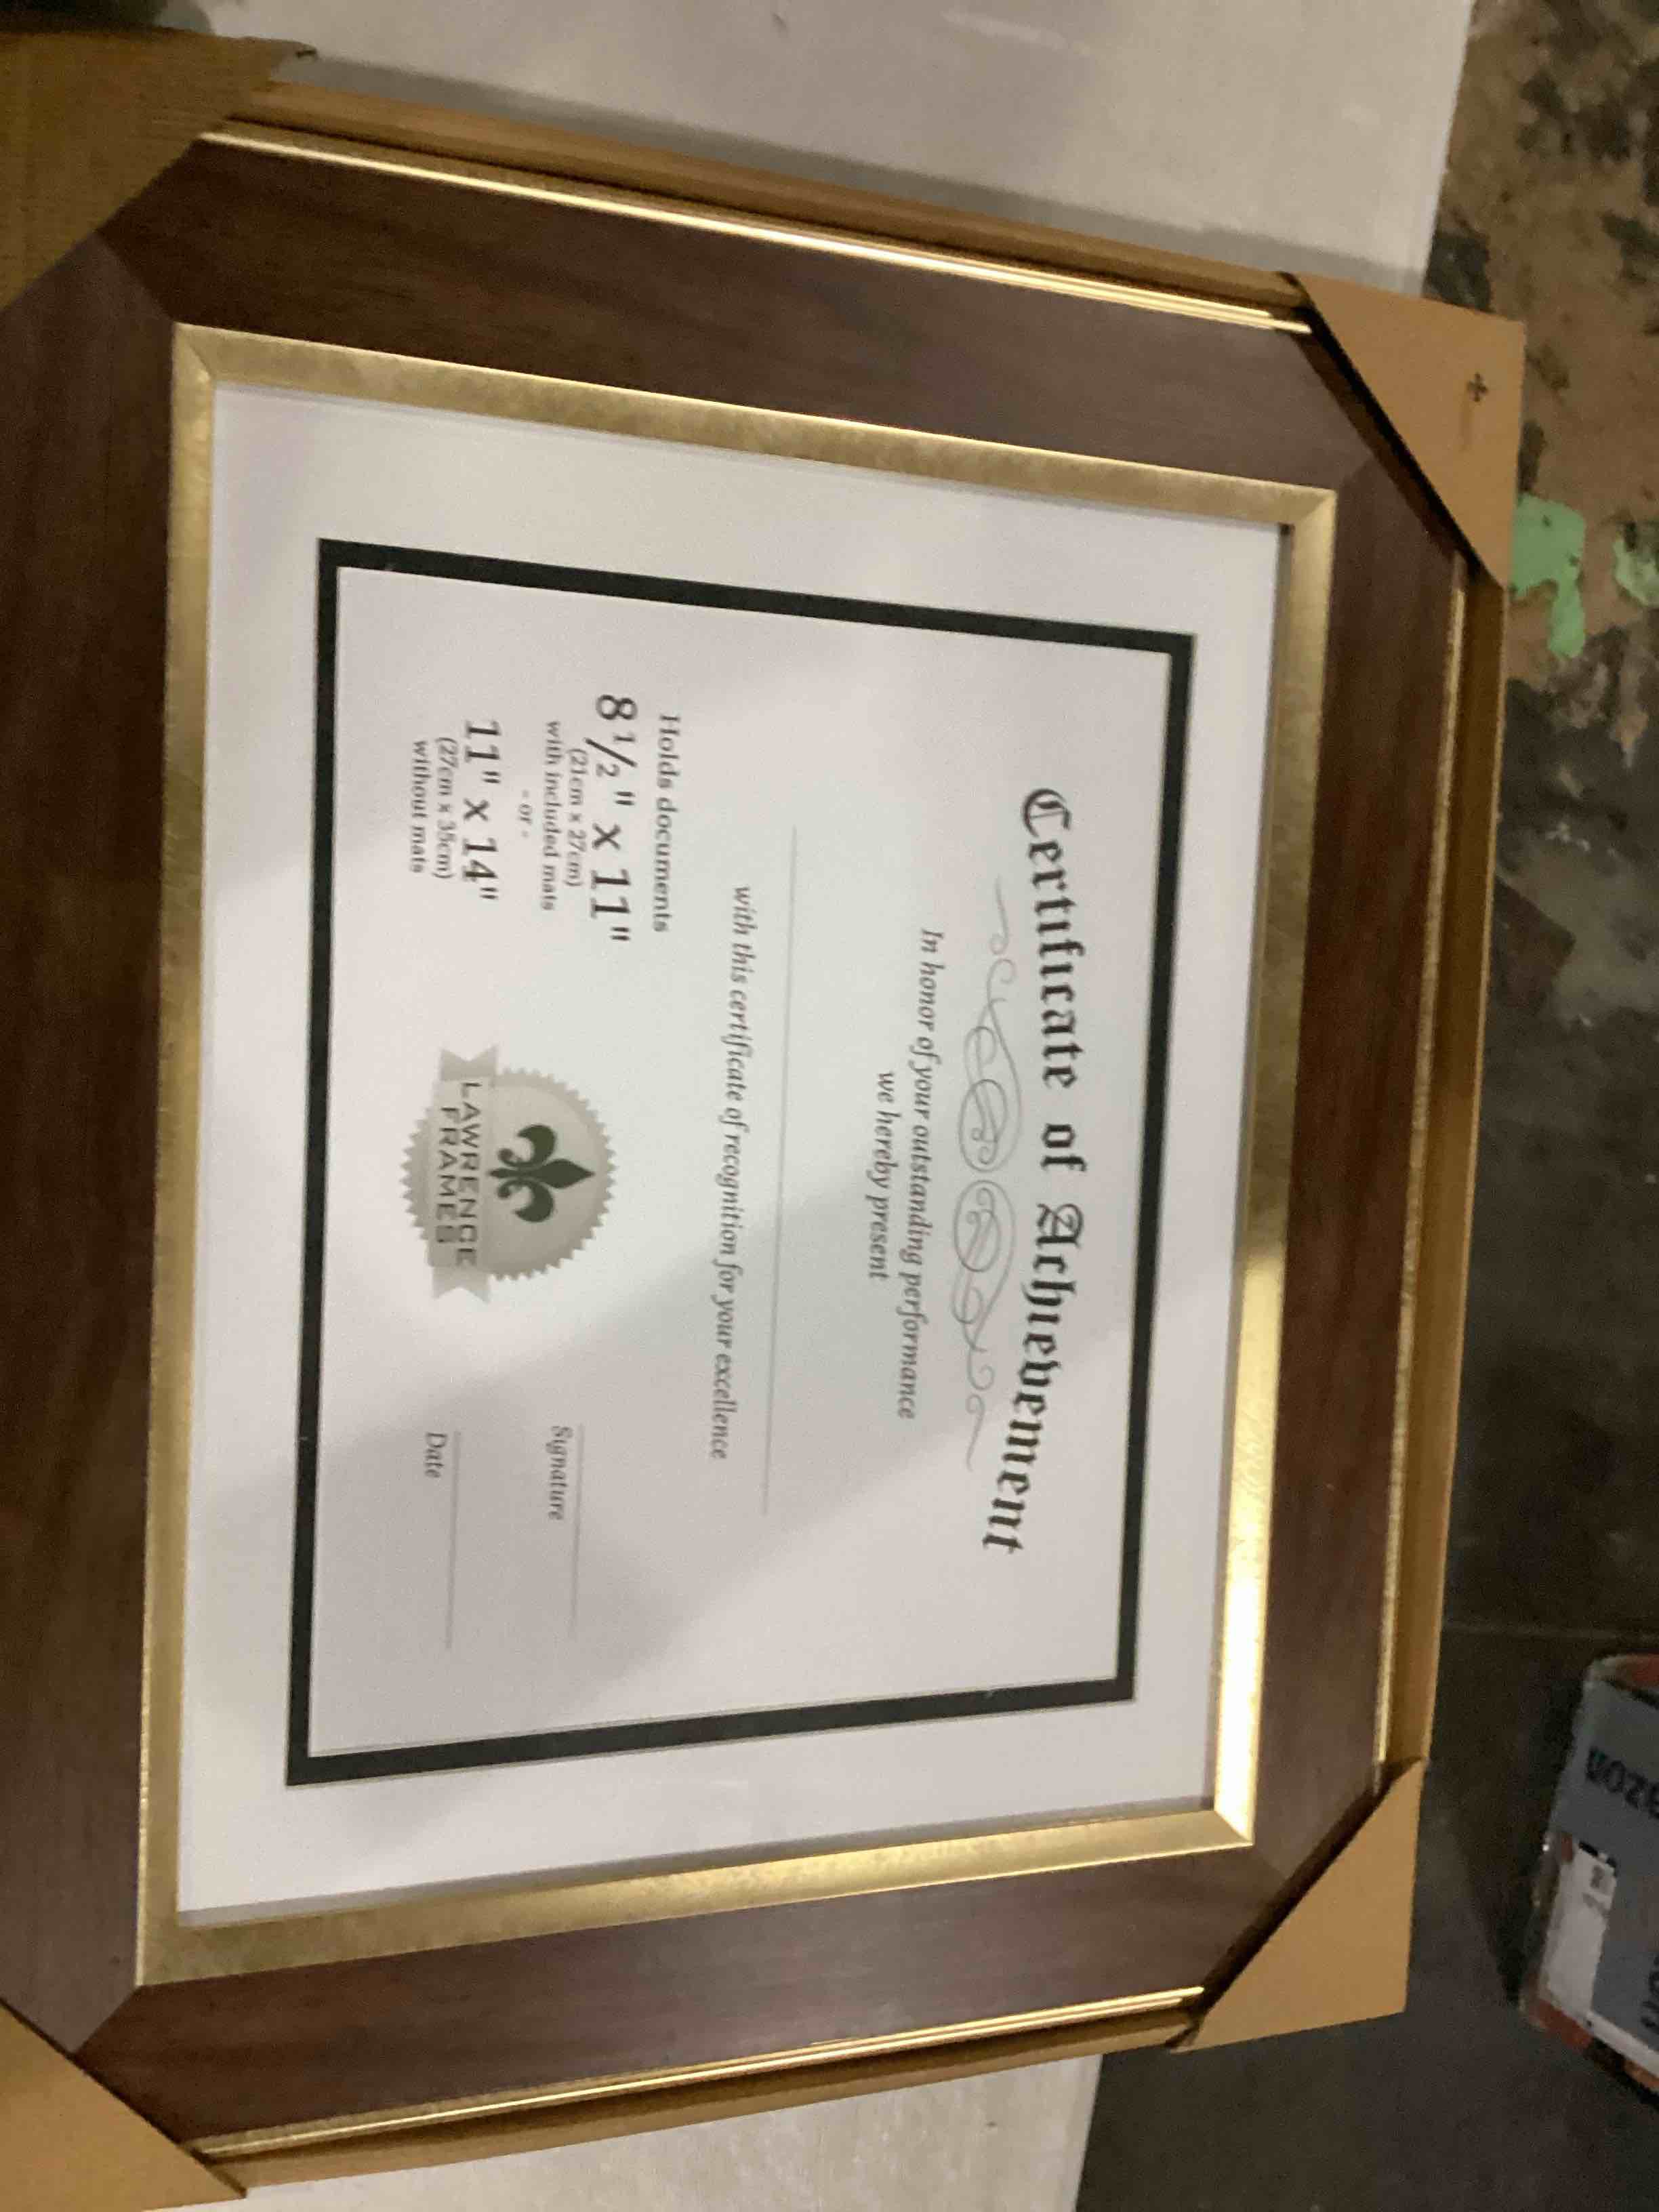 Certificate of Achievement
In honor of your outstanding performance
we hereby present
with this certificate of recognition for your excellence
Holds documents
8 1/2" x 11"
(21cm x 27cm)
with included mats
- or -
11" x 14"
(27cm x 35cm)
without mats
LAWRENCE
FRAMES
Signature
Date